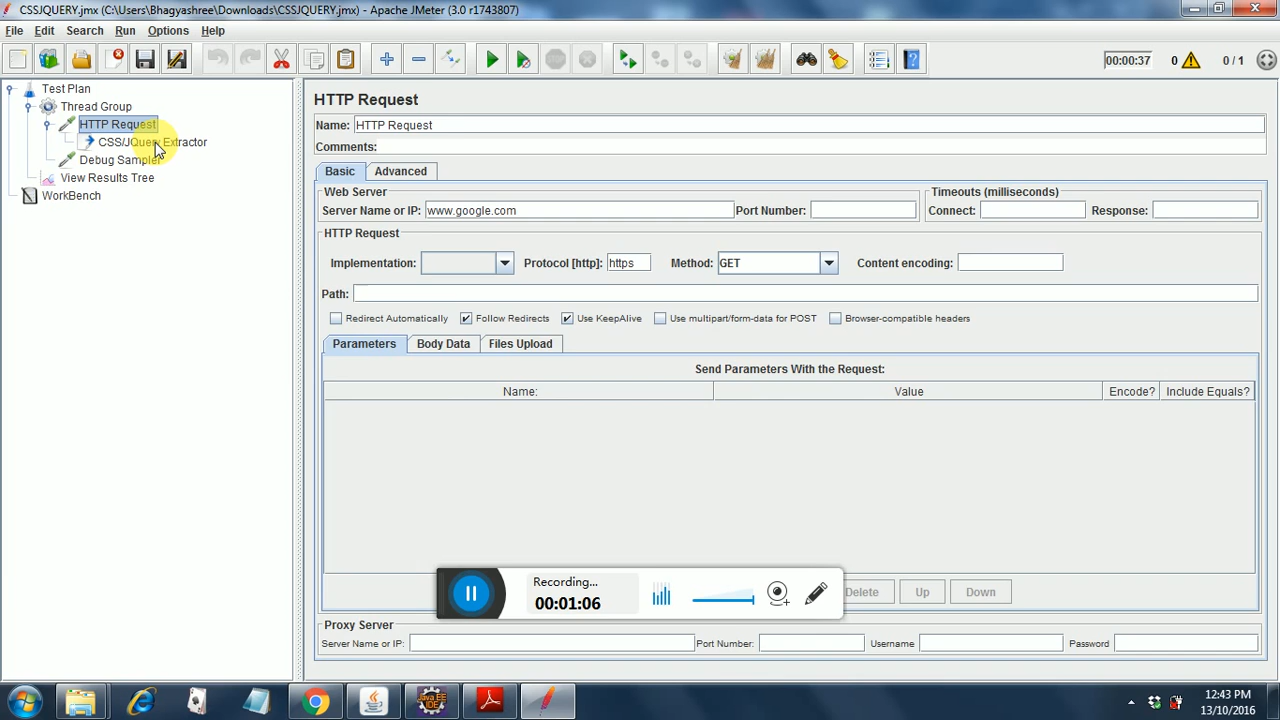 CSSJQUERY.jmx (C:\Users\Bhagyashree\Downloads\CSSJQUERY.jmx) - Apache JMeter (3.0 r1743807)
File Edit Search Run Options Help
00:00:37 0 0 / 1
Test Plan
Thread Group
HTTP Request
CSS/JQuery Extractor
Debug Sampler
View Results Tree
WorkBench
HTTP Request
Name: HTTP Request
Comments:
Basic Advanced
Web Server
Server Name or IP: www.google.com Port Number:
Timeouts (milliseconds)
Connect: Response:
HTTP Request
Implementation: Protocol [http]: https Method: GET Content encoding:
Path:
Redirect Automatically Follow Redirects Use KeepAlive Use multipart/form-data for POST Browser-compatible headers
Parameters Body Data Files Upload
Send Parameters With the Request:
Name: Value Encode? Include Equals?
Recording...
00:01:06
Delete Up Down
Proxy Server
Server Name or IP: Port Number: Username Password
Java EE
IDE
12:43 PM
13/10/2016